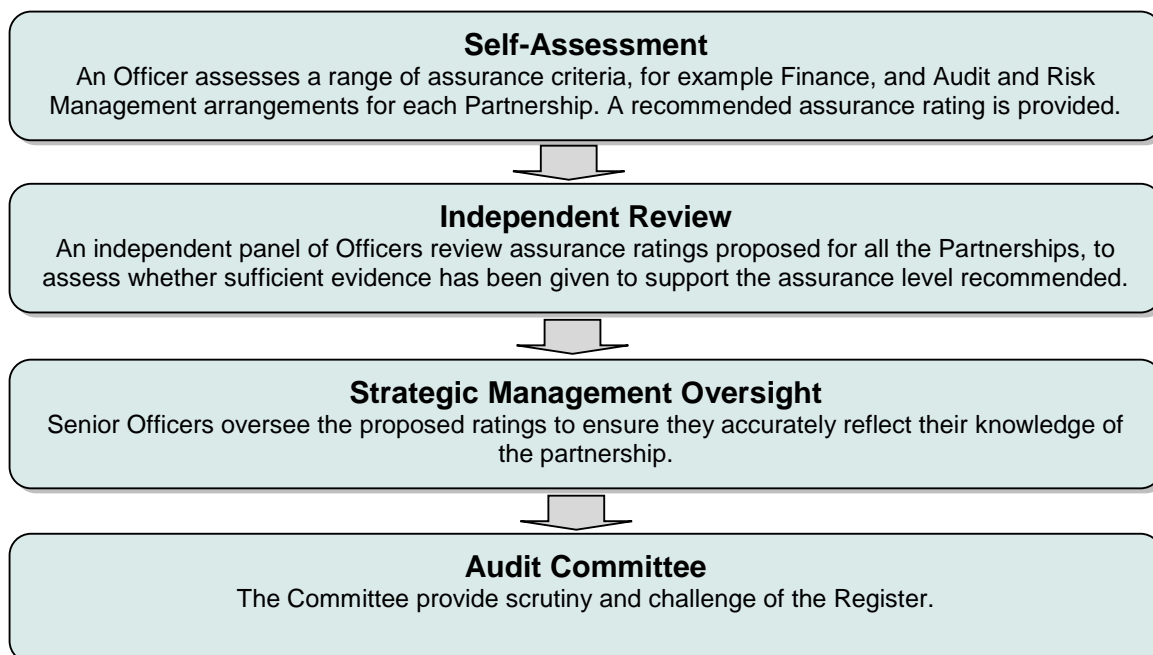 Self-Assessment
An Officer assesses a range of assurance criteria, for example Finance, and Audit and Risk
Management arrangements for each Partnership. A recommended assurance rating is provided.
Independent Review
An independent panel of Officers review assurance ratings proposed for all the Partnerships, to
assess whether sufficient evidence has been given to support the assurance level recommended.
Strategic Management Oversight
Senior Officers oversee the proposed ratings to ensure they accurately reflect their knowledge of
the partnership.
Audit Committee
The Committee provide scrutiny and challenge of the Register.